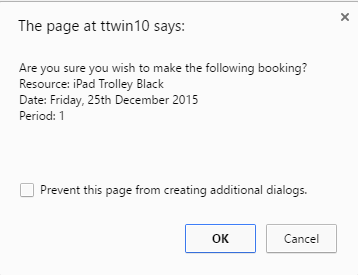 The page at ttwin10 says:
Are you sure you wish to make the following booking?
Resource: iPad Trolley Black
Date: Friday, 25th December 2015
Period: 1
Prevent this page from creating additional dialogs.
OK
Cancel